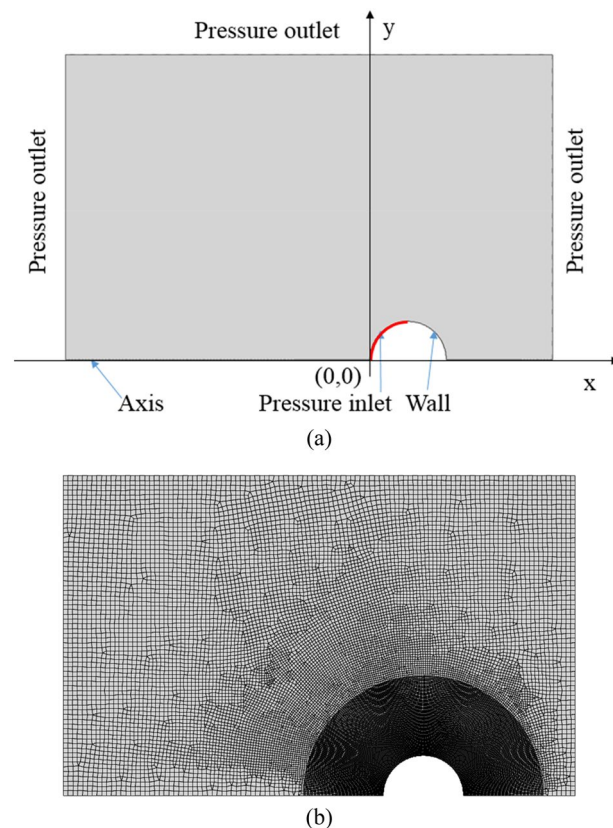 Pressure outlet
y
Pressure outlet
Pressure outlet
(0,0)
x
Axis
Pressure inlet
Wall
(a)
(b)